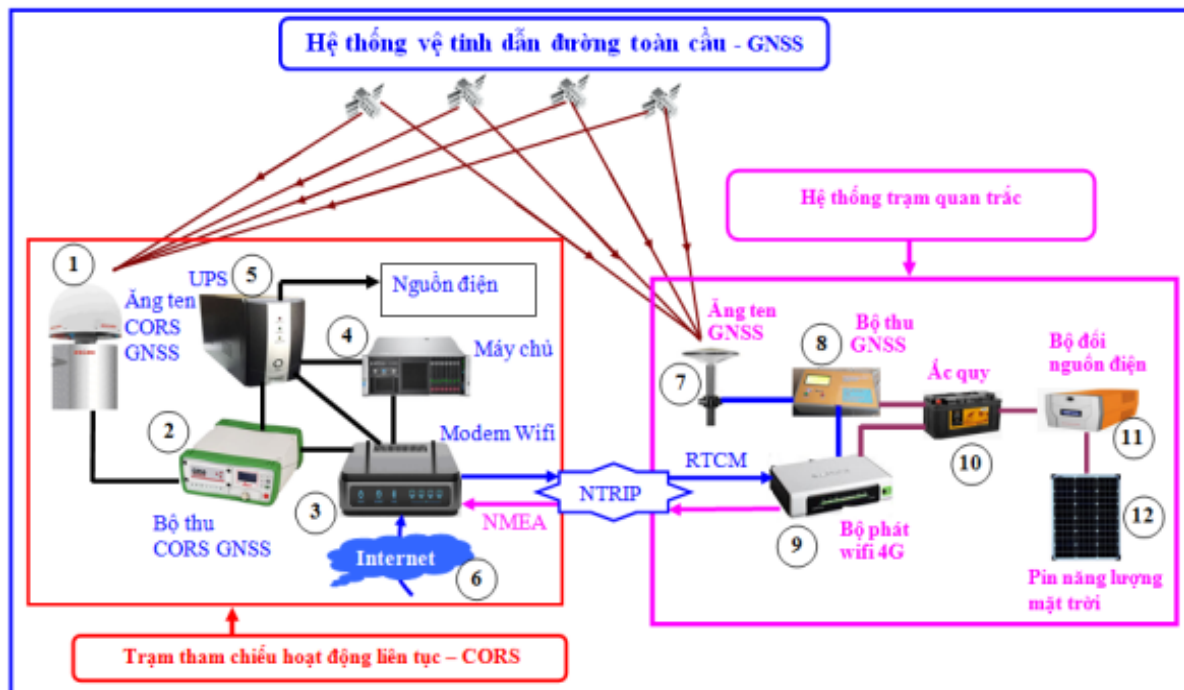 Hệ thống vệ tinh dẫn đường toàn cầu - GNSS
Hệ thống trạm quan trắc
1
UPS
5
Nguồn điện
Ăng ten
CORS
GNSS
4
Máy chủ
2
Modem Wifi
3
Bộ thu
CORS GNSS
Internet
6
NTRIP
RTCM
NMEA
Ăng ten
GNSS
7
8
Bộ thu
GNSS
Ắc quy
10
Bộ đổi
nguồn điện
11
9
Bộ phát
wifi 4G
12
Pin năng lượng
mặt trời
Trạm tham chiếu hoạt động liên tục – CORS